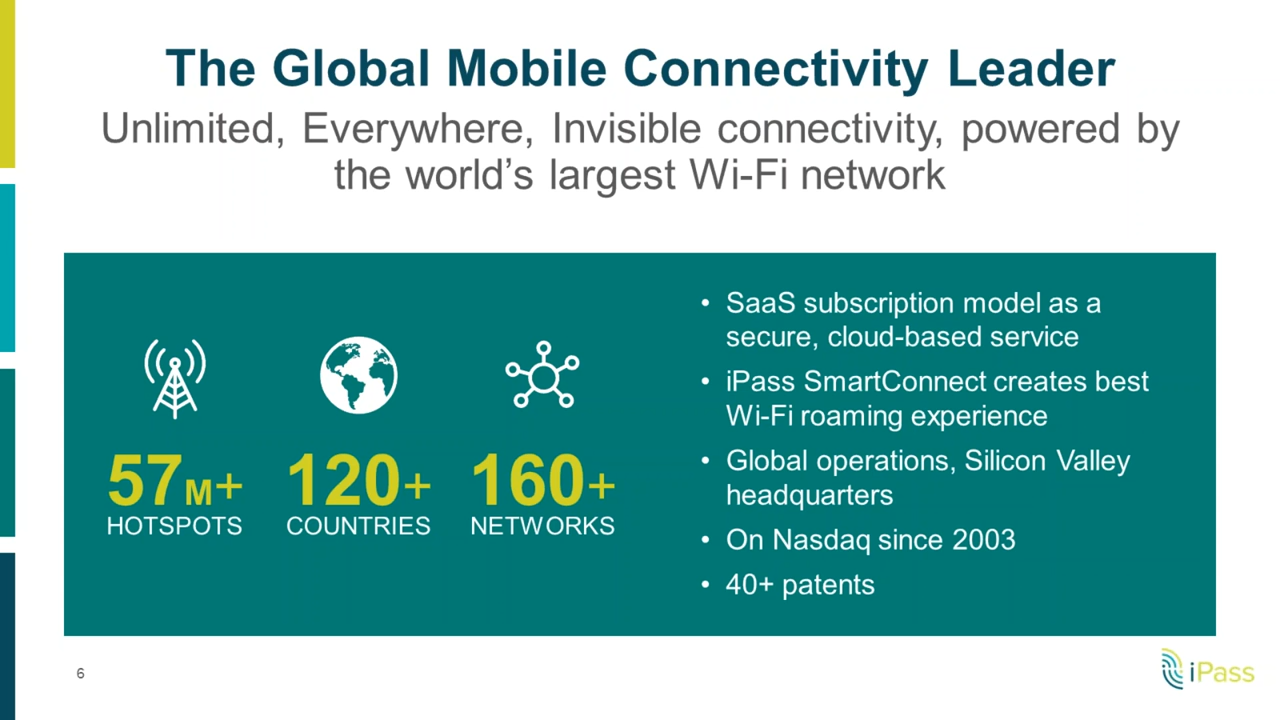 The Global Mobile Connectivity Leader
Unlimited, Everywhere, Invisible connectivity, powered by
the world’s largest Wi-Fi network
57M+
HOTSPOTS
120+
COUNTRIES
160+
NETWORKS
• SaaS subscription model as a
secure, cloud-based service
• iPass SmartConnect creates best
Wi-Fi roaming experience
• Global operations, Silicon Valley
headquarters
• On Nasdaq since 2003
• 40+ patents
6
iPass